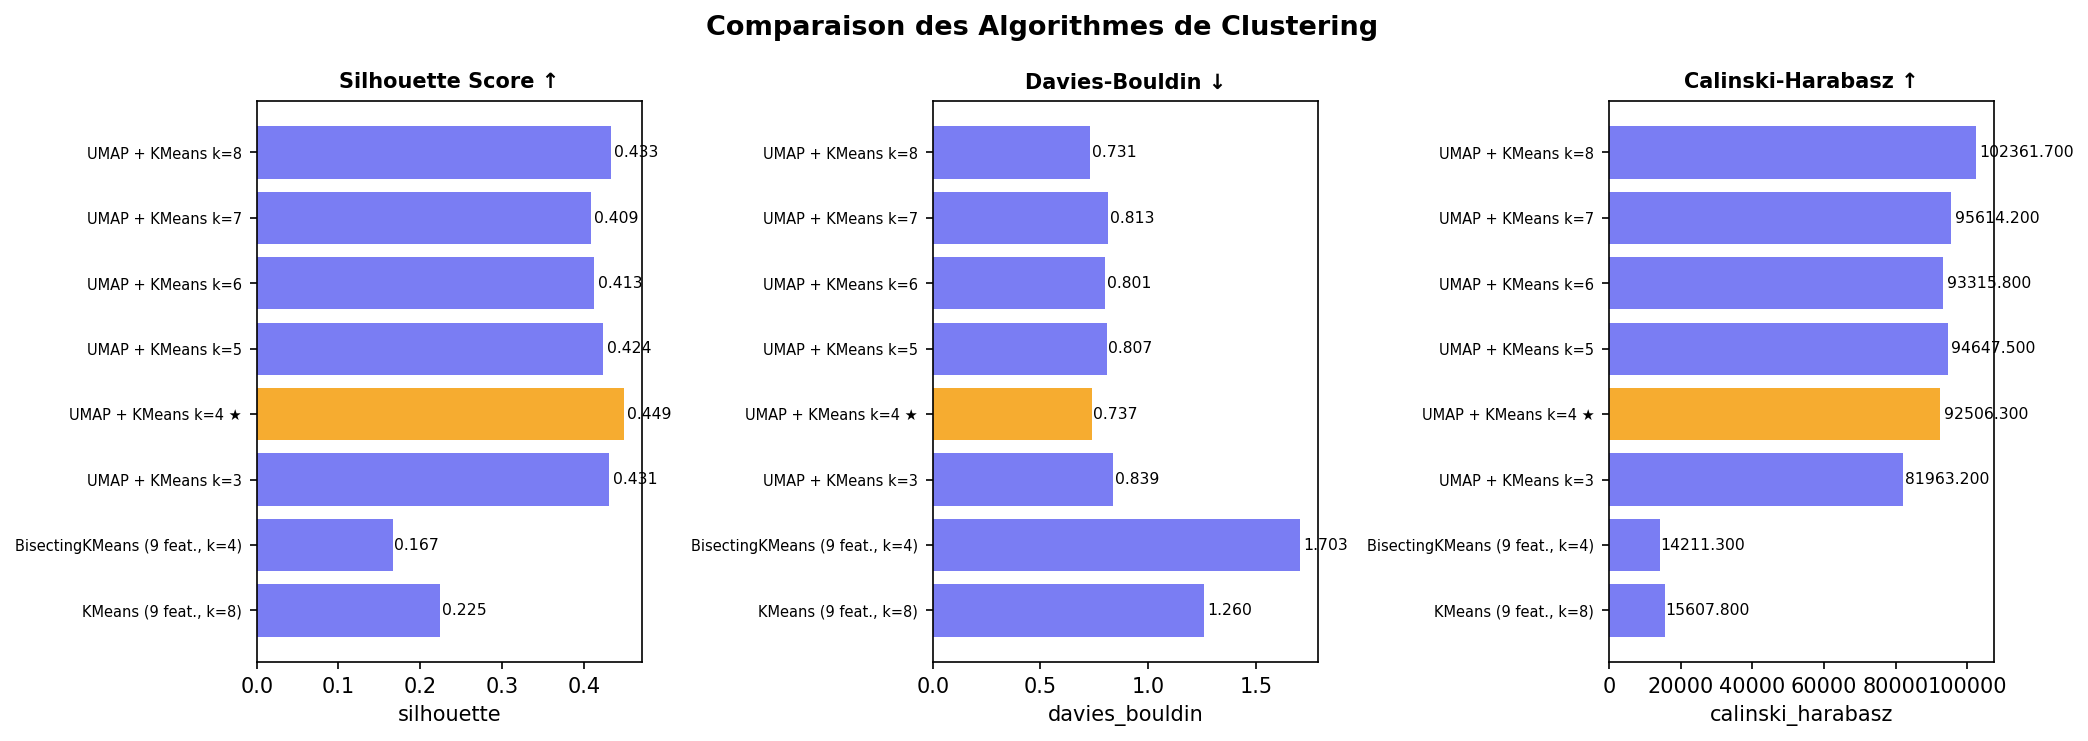 Comparaison des Algorithmes de Clustering
Silhouette Score ↑
UMAP + KMeans k=8
0.433
UMAP + KMeans k=7
0.409
UMAP + KMeans k=6
0.413
UMAP + KMeans k=5
0.424
UMAP + KMeans k=4 ★
0.449
UMAP + KMeans k=3
0.431
BisectingKMeans (9 feat., k=4)
0.167
KMeans (9 feat., k=8)
0.225
0.0 0.1 0.2 0.3 0.4
silhouette
Davies-Bouldin ↓
UMAP + KMeans k=8
0.731
UMAP + KMeans k=7
0.813
UMAP + KMeans k=6
0.801
UMAP + KMeans k=5
0.807
UMAP + KMeans k=4 ★
0.737
UMAP + KMeans k=3
0.839
BisectingKMeans (9 feat., k=4)
1.703
KMeans (9 feat., k=8)
1.260
0.0 0.5 1.0 1.5
davies_bouldin
Calinski-Harabasz ↑
UMAP + KMeans k=8
102361.700
UMAP + KMeans k=7
95614.200
UMAP + KMeans k=6
93315.800
UMAP + KMeans k=5
94647.500
UMAP + KMeans k=4 ★
92506.300
UMAP + KMeans k=3
81963.200
BisectingKMeans (9 feat., k=4)
14211.300
KMeans (9 feat., k=8)
15607.800
0 20000 40000 60000 80000 100000
calinski_harabasz